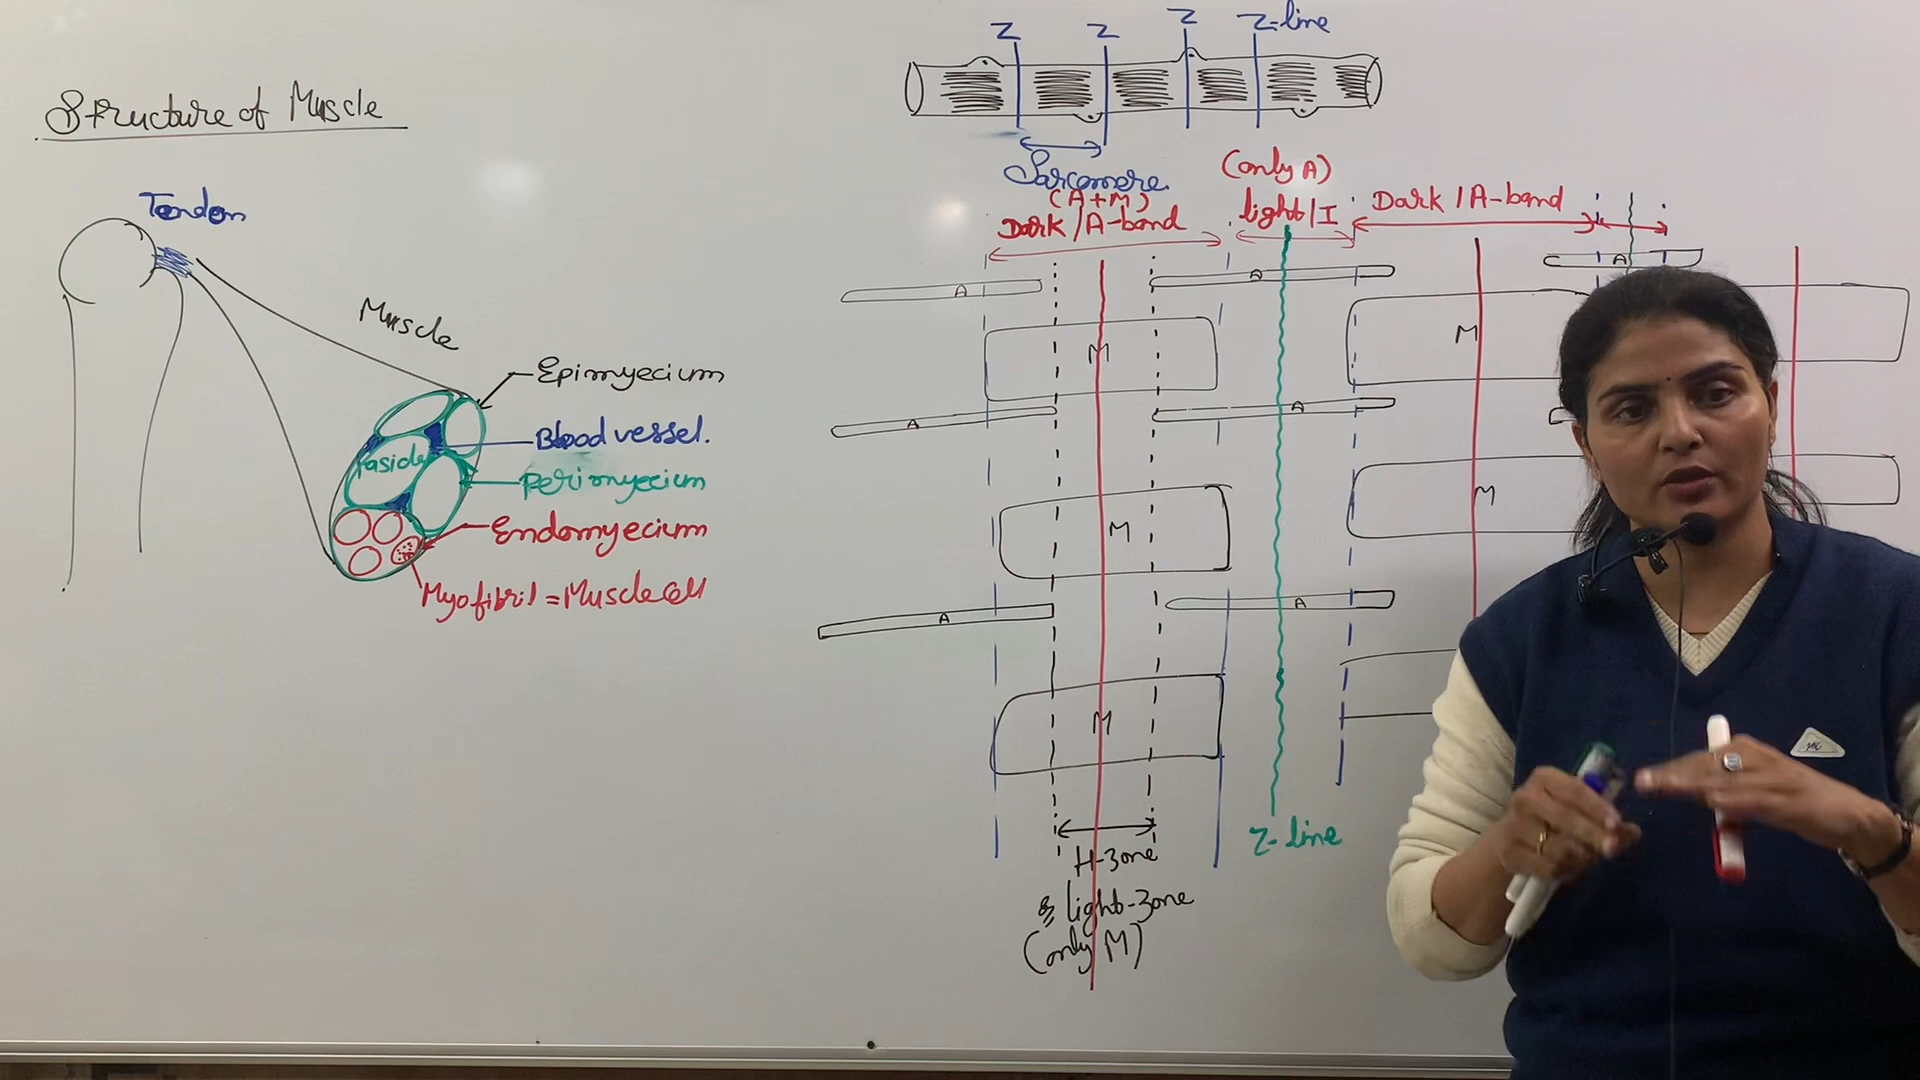 Structure of Muscle
Tendon
Muscle
Epimyecium
Blood vessel.
Perimyecium
Endomyecium
Myofibril = Muscle cell
Z
Z
Z
Z-line
Sarcomere
(A+M)
Dark / A-band
(only A)
light / I
Dark / A-band
A
A
A
M
M
A
A
M
M
A
A
M
H-zone
light-zone
(only M)
Z-line